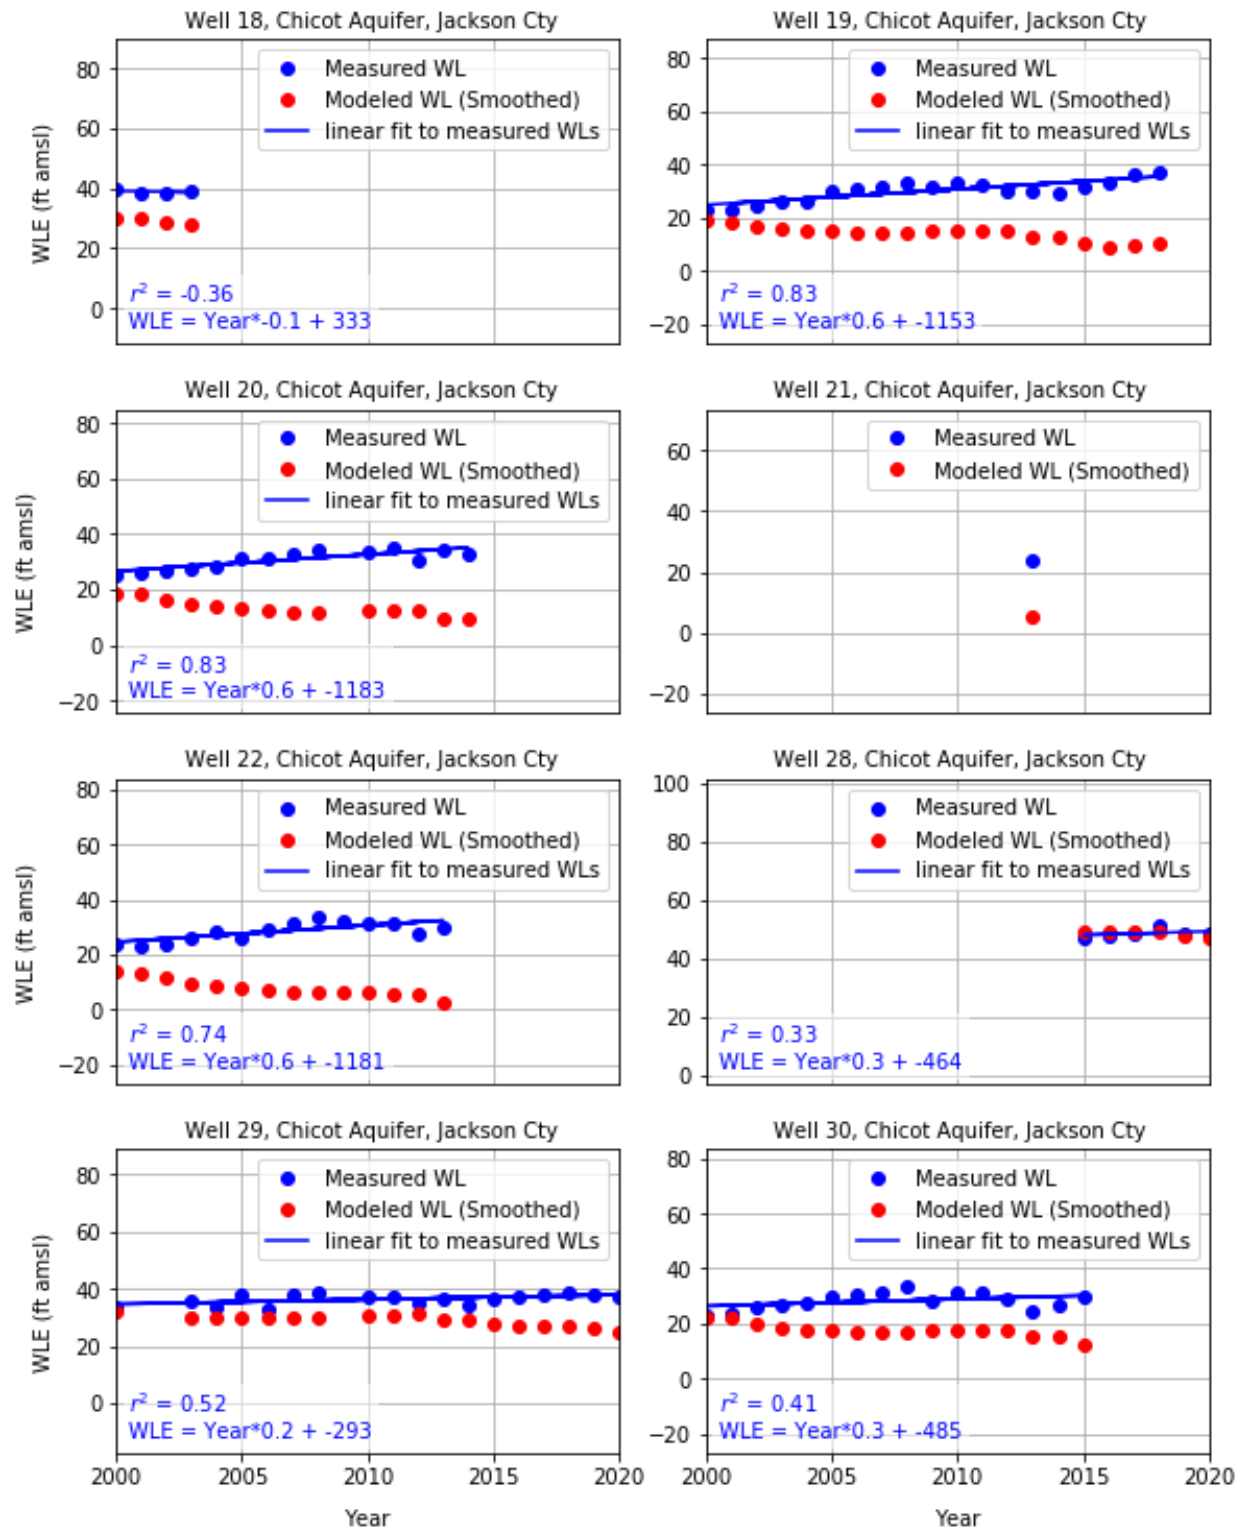 Well 18, Chicot Aquifer, Jackson Cty
80
60
40
20
0
WLE (ft amsl)
Measured WL
Modeled WL (Smoothed)
linear fit to measured WLs
r² = -0.36
WLE = Year*-0.1 + 333
Well 19, Chicot Aquifer, Jackson Cty
80
60
40
20
0
−20
Measured WL
Modeled WL (Smoothed)
linear fit to measured WLs
r² = 0.83
WLE = Year*0.6 + -1153
Well 20, Chicot Aquifer, Jackson Cty
80
60
40
20
0
−20
WLE (ft amsl)
Measured WL
Modeled WL (Smoothed)
linear fit to measured WLs
r² = 0.83
WLE = Year*0.6 + -1183
Well 21, Chicot Aquifer, Jackson Cty
60
40
20
0
−20
Measured WL
Modeled WL (Smoothed)
Well 22, Chicot Aquifer, Jackson Cty
80
60
40
20
0
−20
WLE (ft amsl)
Measured WL
Modeled WL (Smoothed)
linear fit to measured WLs
r² = 0.74
WLE = Year*0.6 + -1181
Well 28, Chicot Aquifer, Jackson Cty
100
80
60
40
20
0
Measured WL
Modeled WL (Smoothed)
linear fit to measured WLs
r² = 0.33
WLE = Year*0.3 + -464
Well 29, Chicot Aquifer, Jackson Cty
80
60
40
20
0
WLE (ft amsl)
Measured WL
Modeled WL (Smoothed)
linear fit to measured WLs
r² = 0.52
WLE = Year*0.2 + -293
2000 2005 2010 2015 2020
Year
Well 30, Chicot Aquifer, Jackson Cty
80
60
40
20
0
−20
Measured WL
Modeled WL (Smoothed)
linear fit to measured WLs
r² = 0.41
WLE = Year*0.3 + -485
2000 2005 2010 2015 2020
Year